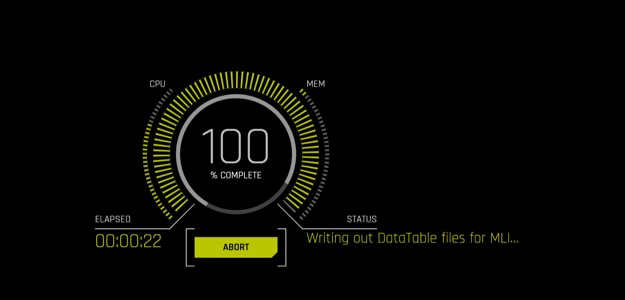 CPU
MEM
100
% COMPLETE
ELAPSED
00:00:22
STATUS
Writing out DataTable files for MLI...
ABORT